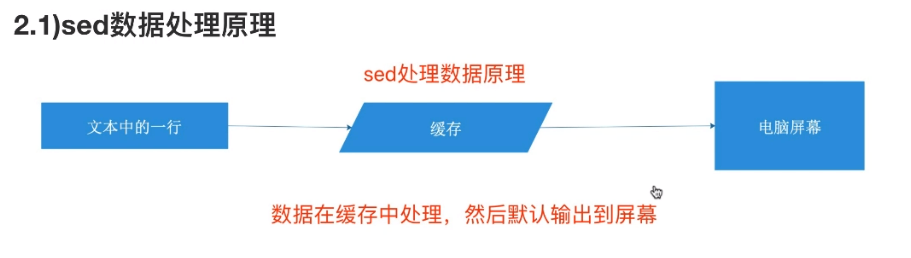 2.1)sed数据处理原理
sed处理数据原理
文本中的一行
缓存
电脑屏幕
数据在缓存中处理，然后默认输出到屏幕